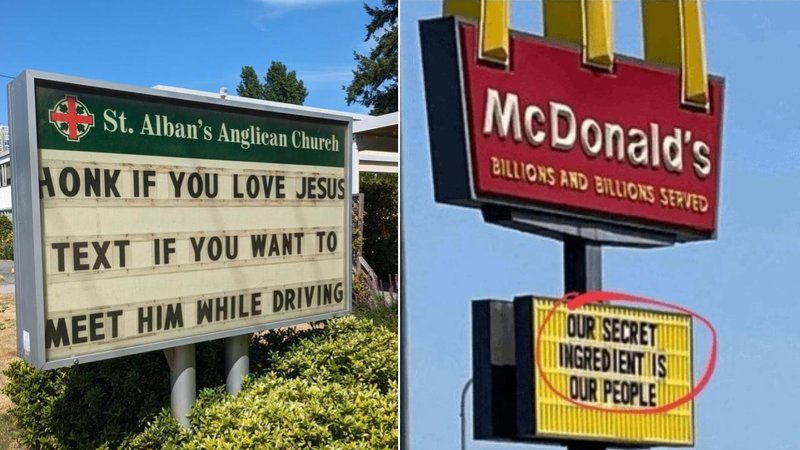 St. Alban's Anglican Church
HONK IF YOU LOVE JESUS
TEXT IF YOU WANT TO
MEET HIM WHILE DRIVING
McDonald's
BILLIONS AND BILLIONS SERVED
OUR SECRET
INGREDIENT IS
OUR PEOPLE